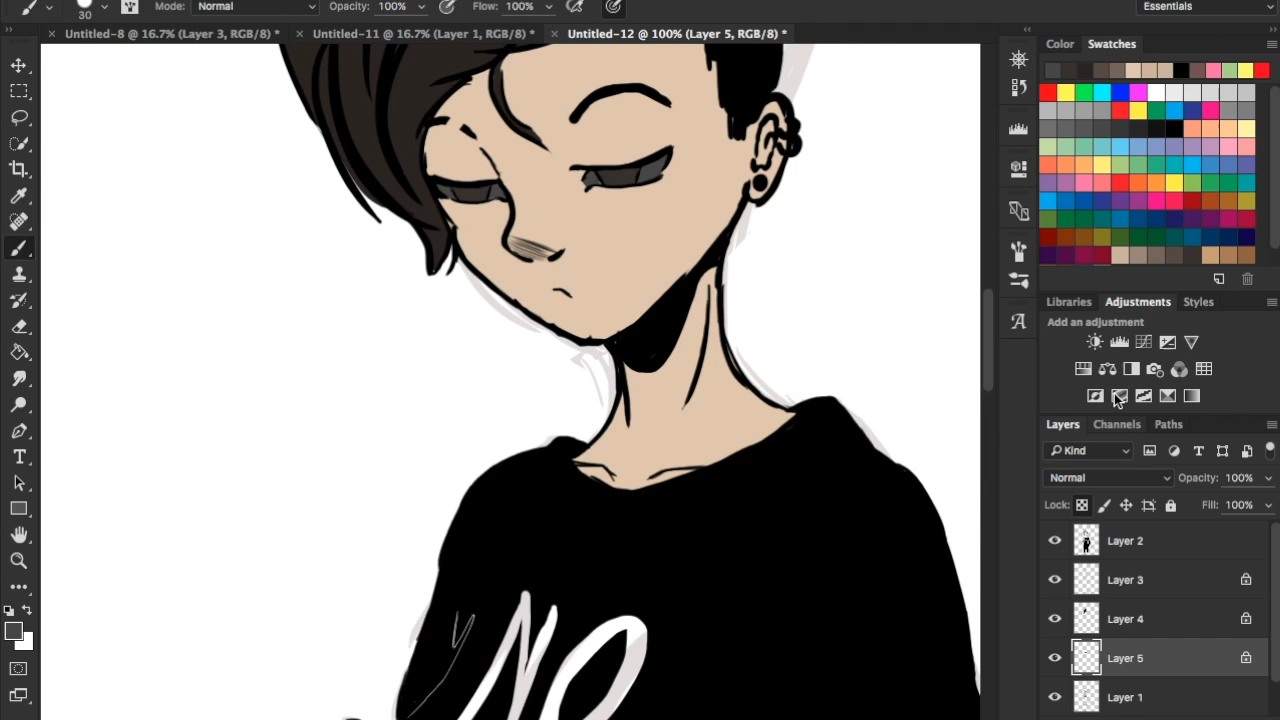 30 Mode: Normal Opacity: 100% Flow: 100% Essentials
Untitled-8 @ 16.7% (Layer 3, RGB/8) * Untitled-11 @ 16.7% (Layer 1, RGB/8) * Untitled-12 @ 100% (Layer 5, RGB/8) *
Color Swatches
Libraries Adjustments Styles
Add an adjustment
Layers Channels Paths
Kind
Normal Opacity: 100%
Lock: Fill: 100%
Layer 2
Layer 3
Layer 4
Layer 5
Layer 1
NO